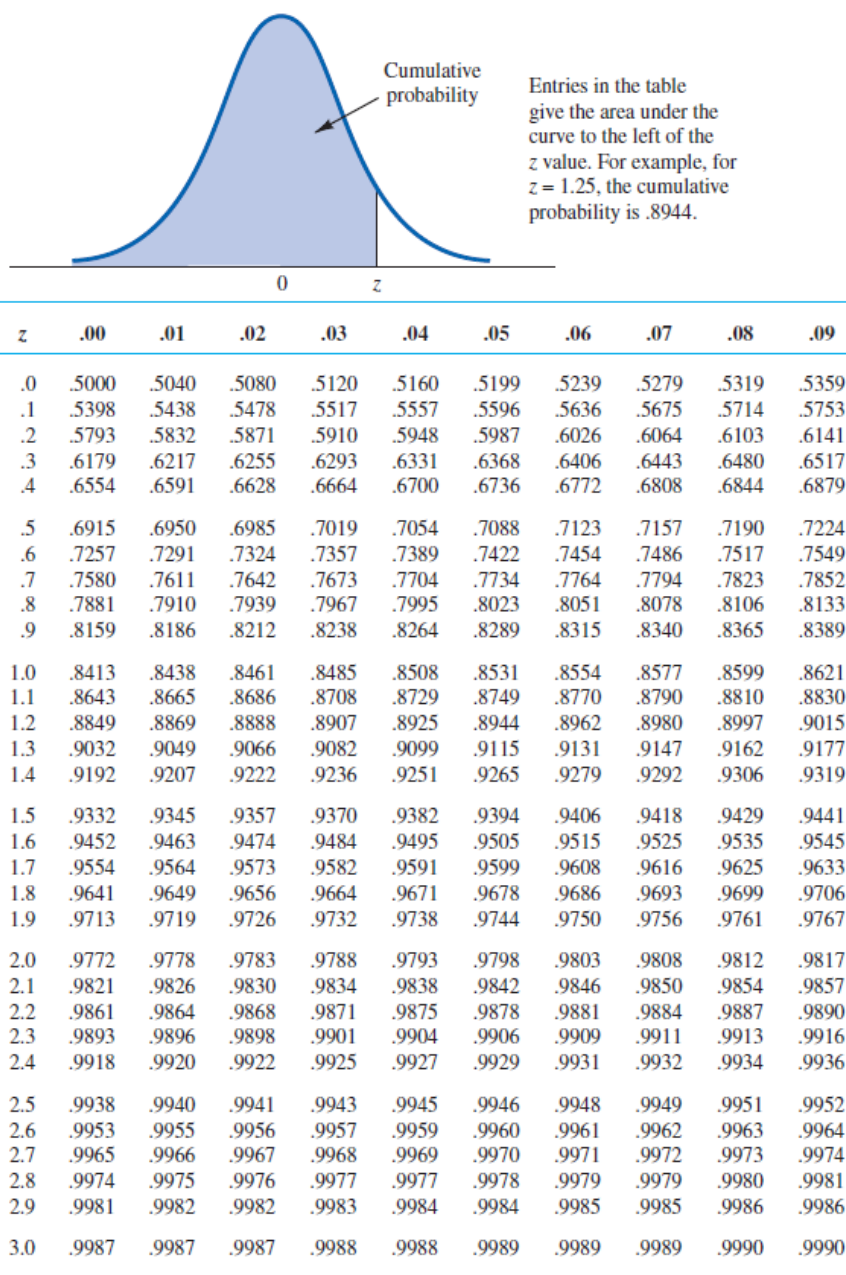 Cumulative
probability
Entries in the table
give the area under the
curve to the left of the
z value. For example, for
z = 1.25, the cumulative
probability is .8944.
0 z
z .00 .01 .02 .03 .04 .05 .06 .07 .08 .09
.0 .5000 .5040 .5080 .5120 .5160 .5199 .5239 .5279 .5319 .5359
.1 .5398 .5438 .5478 .5517 .5557 .5596 .5636 .5675 .5714 .5753
.2 .5793 .5832 .5871 .5910 .5948 .5987 .6026 .6064 .6103 .6141
.3 .6179 .6217 .6255 .6293 .6331 .6368 .6406 .6443 .6480 .6517
.4 .6554 .6591 .6628 .6664 .6700 .6736 .6772 .6808 .6844 .6879
.5 .6915 .6950 .6985 .7019 .7054 .7088 .7123 .7157 .7190 .7224
.6 .7257 .7291 .7324 .7357 .7389 .7422 .7454 .7486 .7517 .7549
.7 .7580 .7611 .7642 .7673 .7704 .7734 .7764 .7794 .7823 .7852
.8 .7881 .7910 .7939 .7967 .7995 .8023 .8051 .8078 .8106 .8133
.9 .8159 .8186 .8212 .8238 .8264 .8289 .8315 .8340 .8365 .8389
1.0 .8413 .8438 .8461 .8485 .8508 .8531 .8554 .8577 .8599 .8621
1.1 .8643 .8665 .8686 .8708 .8729 .8749 .8770 .8790 .8810 .8830
1.2 .8849 .8869 .8888 .8907 .8925 .8944 .8962 .8980 .8997 .9015
1.3 .9032 .9049 .9066 .9082 .9099 .9115 .9131 .9147 .9162 .9177
1.4 .9192 .9207 .9222 .9236 .9251 .9265 .9279 .9292 .9306 .9319
1.5 .9332 .9345 .9357 .9370 .9382 .9394 .9406 .9418 .9429 .9441
1.6 .9452 .9463 .9474 .9484 .9495 .9505 .9515 .9525 .9535 .9545
1.7 .9554 .9564 .9573 .9582 .9591 .9599 .9608 .9616 .9625 .9633
1.8 .9641 .9649 .9656 .9664 .9671 .9678 .9686 .9693 .9699 .9706
1.9 .9713 .9719 .9726 .9732 .9738 .9744 .9750 .9756 .9761 .9767
2.0 .9772 .9778 .9783 .9788 .9793 .9798 .9803 .9808 .9812 .9817
2.1 .9821 .9826 .9830 .9834 .9838 .9842 .9846 .9850 .9854 .9857
2.2 .9861 .9864 .9868 .9871 .9875 .9878 .9881 .9884 .9887 .9890
2.3 .9893 .9896 .9898 .9901 .9904 .9906 .9909 .9911 .9913 .9916
2.4 .9918 .9920 .9922 .9925 .9927 .9929 .9931 .9932 .9934 .9936
2.5 .9938 .9940 .9941 .9943 .9945 .9946 .9948 .9949 .9951 .9952
2.6 .9953 .9955 .9956 .9957 .9959 .9960 .9961 .9962 .9963 .9964
2.7 .9965 .9966 .9967 .9968 .9969 .9970 .9971 .9972 .9973 .9974
2.8 .9974 .9975 .9976 .9977 .9977 .9978 .9979 .9979 .9980 .9981
2.9 .9981 .9982 .9982 .9983 .9984 .9984 .9985 .9985 .9986 .9986
3.0 .9987 .9987 .9987 .9988 .9988 .9989 .9989 .9989 .9990 .9990